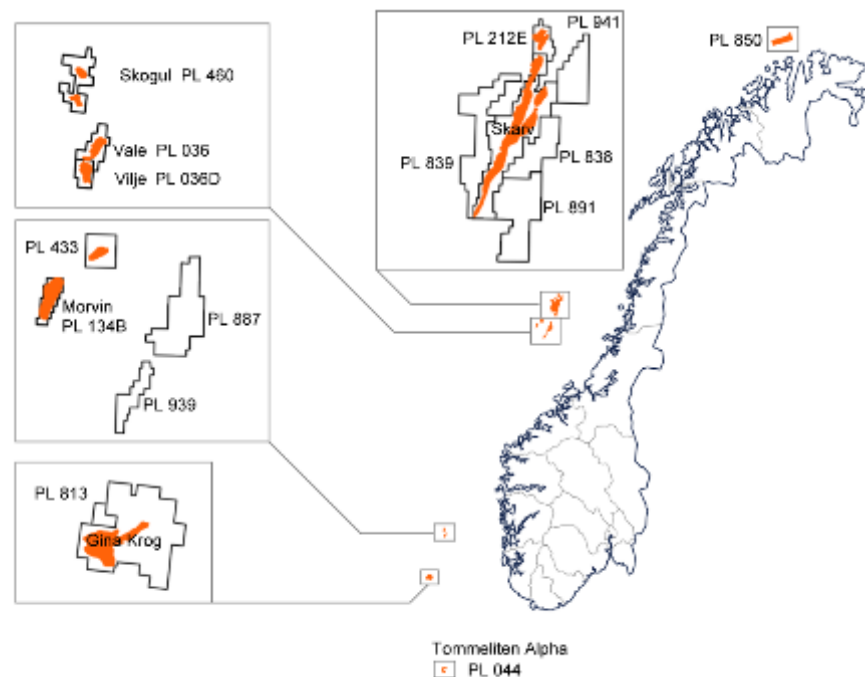 Skogul PL 460
Vale PL 036
Vilje PL 036D
PL 941
PL 212E
Skarv
PL 839
PL 838
PL 891
PL 850
PL 433
Morvin
PL 134B
PL 887
PL 939
PL 813
Gina Krog
Tommeliten Alpha
PL 044